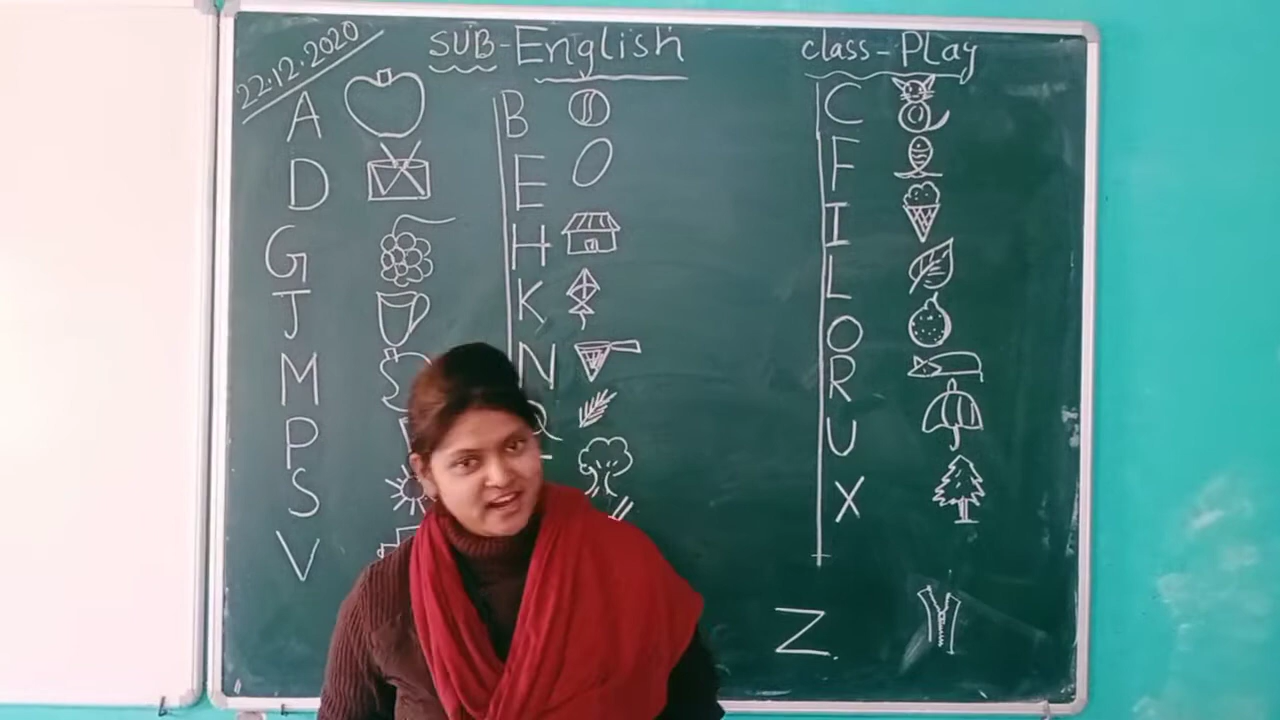 22.12.2020 SUB-English class-Play
A B C
D E F
G H I
J K L
M N O
P Q R
S T U
V X
Z.